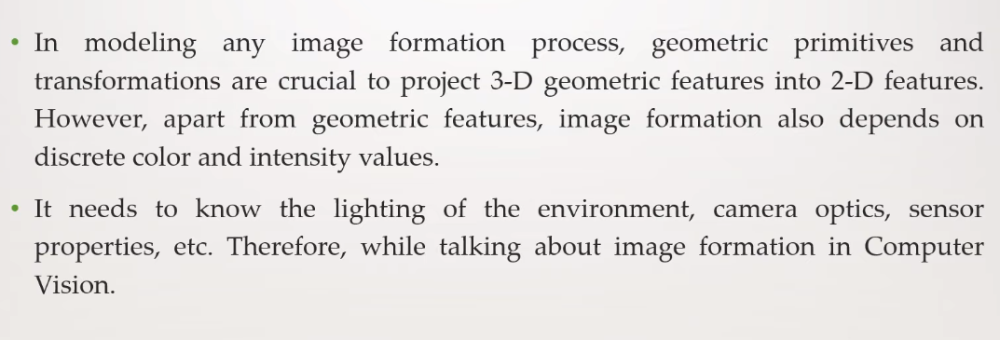 • In modeling any image formation process, geometric primitives and
transformations are crucial to project 3-D geometric features into 2-D features.
However, apart from geometric features, image formation also depends on
discrete color and intensity values.
• It needs to know the lighting of the environment, camera optics, sensor
properties, etc. Therefore, while talking about image formation in Computer
Vision.